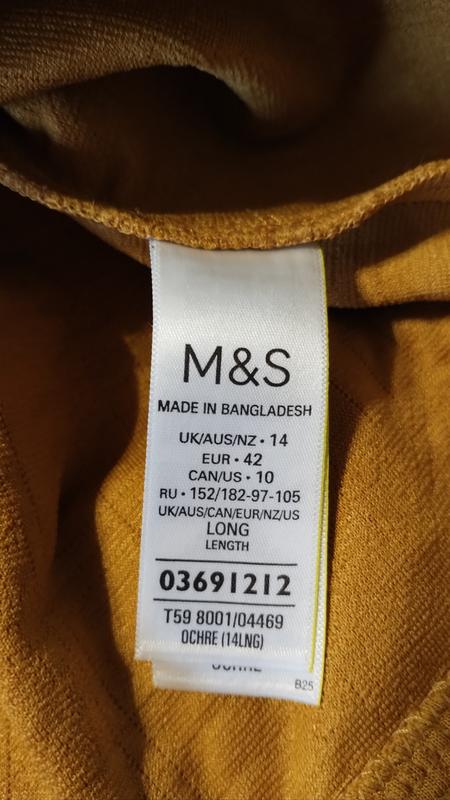 M&S
MADE IN BANGLADESH
UK/AUS/NZ • 14
EUR • 42
CAN/US • 10
RU • 152/182-97-105
UK/AUS/CAN/EUR/NZ/US
LONG
LENGTH
03691212
T59 8001/04469
OCHRE (14LNG)
B25